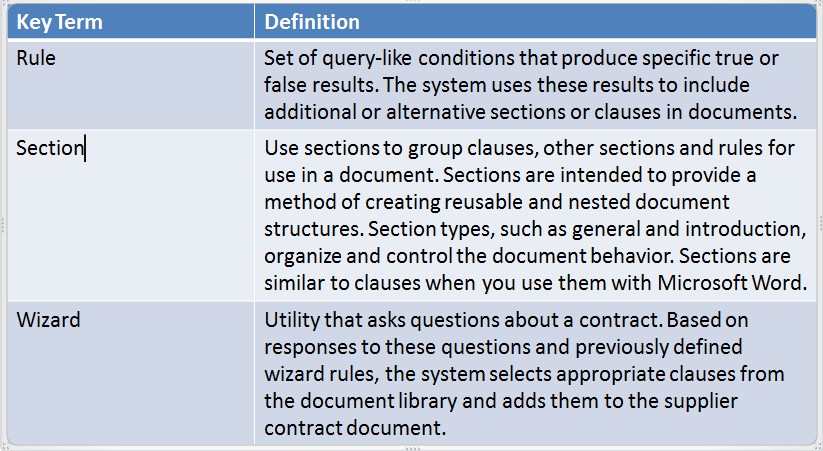 Key Term
Definition
Rule
Set of query-like conditions that produce specific true or
false results. The system uses these results to include
additional or alternative sections or clauses in documents.
Section
Use sections to group clauses, other sections and rules for
use in a document. Sections are intended to provide a
method of creating reusable and nested document
structures. Section types, such as general and introduction,
organize and control the document behavior. Sections are
similar to clauses when you use them with Microsoft Word.
Wizard
Utility that asks questions about a contract. Based on
responses to these questions and previously defined
wizard rules, the system selects appropriate clauses from
the document library and adds them to the supplier
contract document.